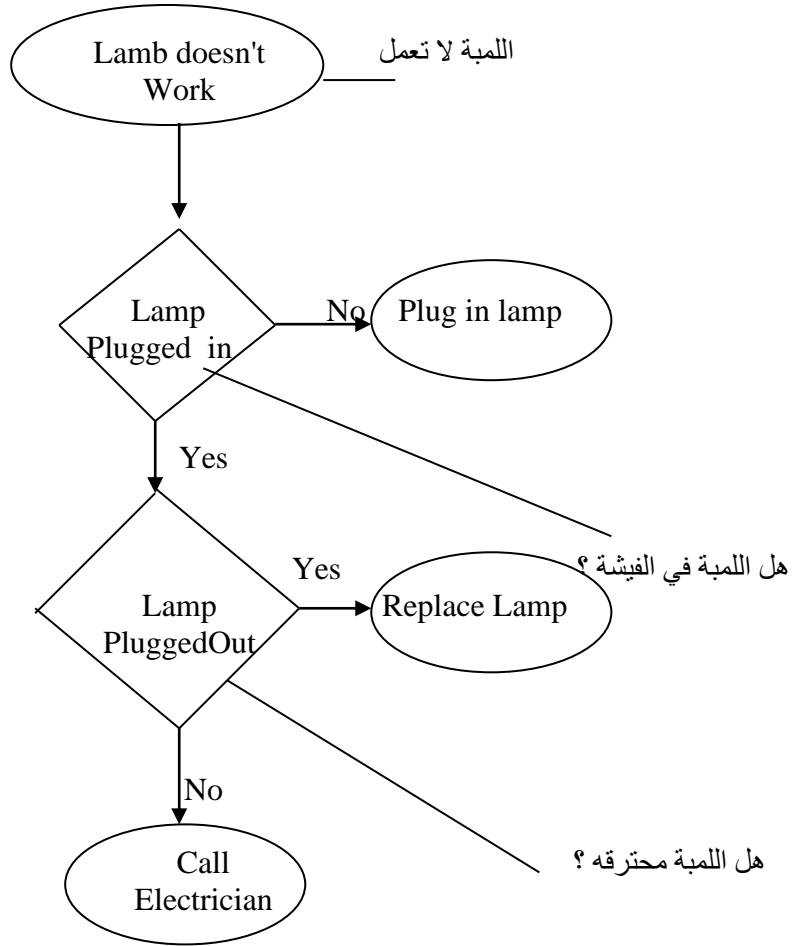 Lamb doesn't
Work
اللمبة لا تعمل
Lamp
Plugged in
No
Plug in lamp
Yes
هل اللمبة في الفيشة ؟
Yes
Lamp
PluggedOut
Replace Lamp
No
هل اللمبة محترقه ؟
Call
Electrician